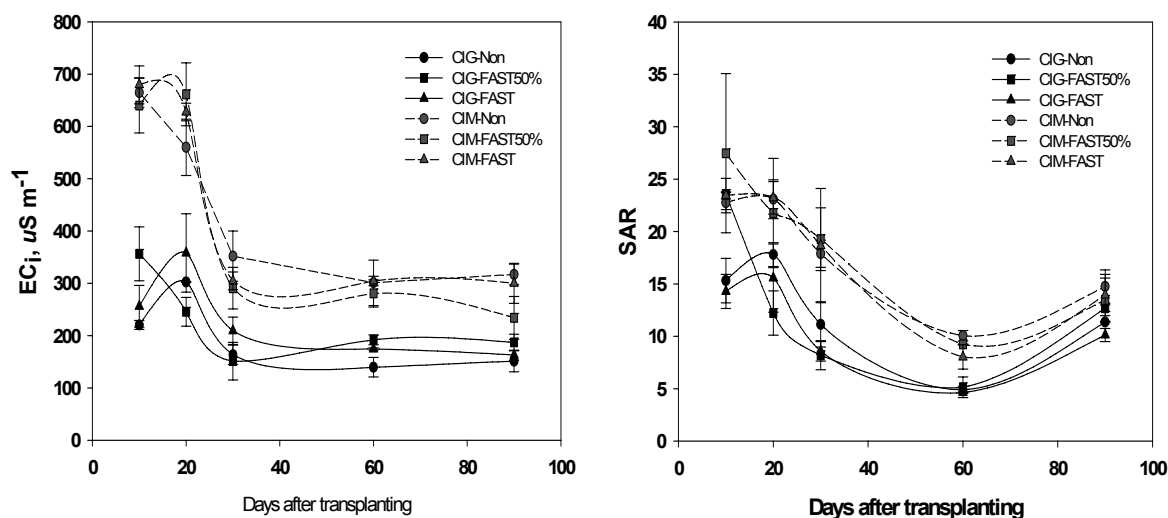 800
700
600
500
400
300
200
100
0
ECi, uS m-1
0 20 40 60 80 100
Days after transplanting
CIG-Non
CIG-FAST50%
CIG-FAST
CIM-Non
CIM-FAST50%
CIM-FAST
40
35
30
25
20
15
10
5
0
SAR
0 20 40 60 80 100
Days after transplanting
CIG-Non
CIG-FAST50%
CIG-FAST
CIM-Non
CIM-FAST50%
CIM-FAST